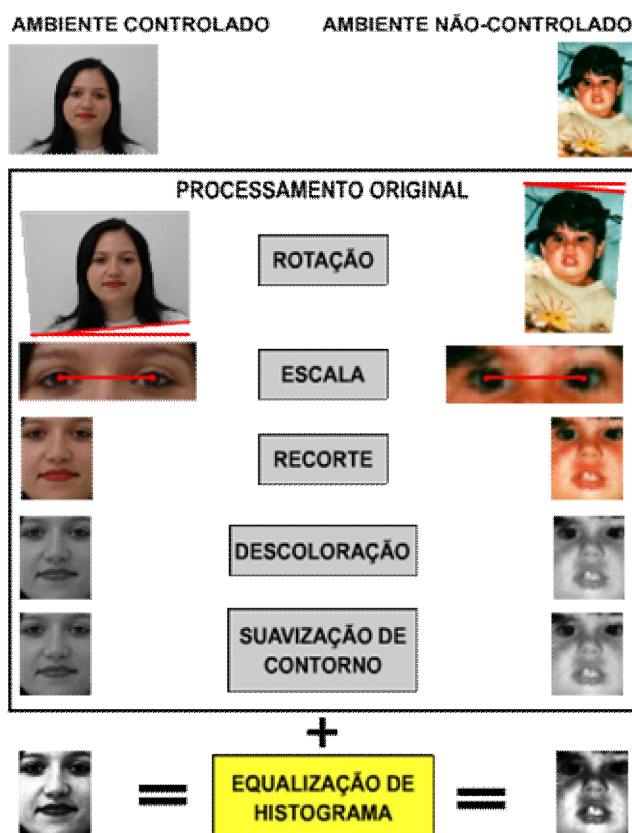 AMBIENTE CONTROLADO
AMBIENTE NÃO-CONTROLADO
PROCESSAMENTO ORIGINAL
ROTAÇÃO
ESCALA
RECORTE
DESCOLORAÇÃO
SUAVIZAÇÃO DE
CONTORNO
+
=
EQUALIZAÇÃO DE
HISTOGRAMA
=